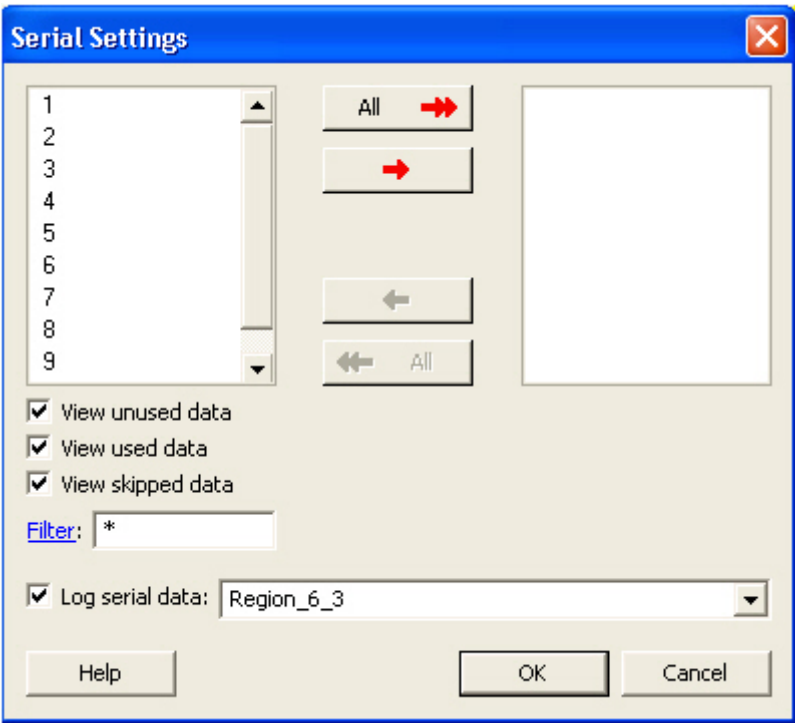 Serial Settings
1
2
3
4
5
6
7
8
9
All
All
View unused data
View used data
View skipped data
Filter: *
Log serial data: Region_6_3
Help
OK
Cancel